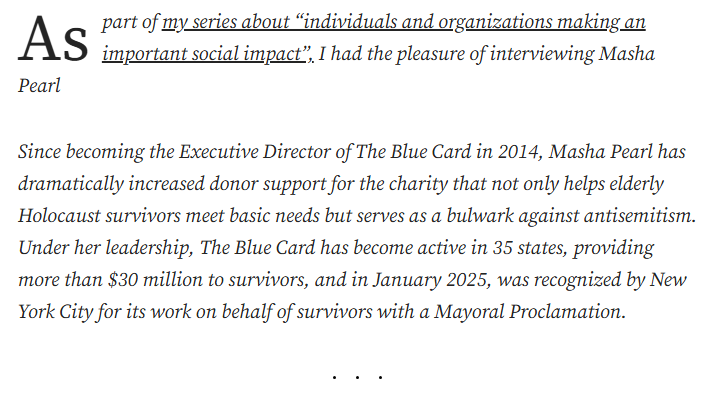 As part of my series about “individuals and organizations making an
important social impact”, I had the pleasure of interviewing Masha
Pearl
Since becoming the Executive Director of The Blue Card in 2014, Masha Pearl has
dramatically increased donor support for the charity that not only helps elderly
Holocaust survivors meet basic needs but serves as a bulwark against antisemitism.
Under her leadership, The Blue Card has become active in 35 states, providing
more than $30 million to survivors, and in January 2025, was recognized by New
York City for its work on behalf of survivors with a Mayoral Proclamation.
. . .